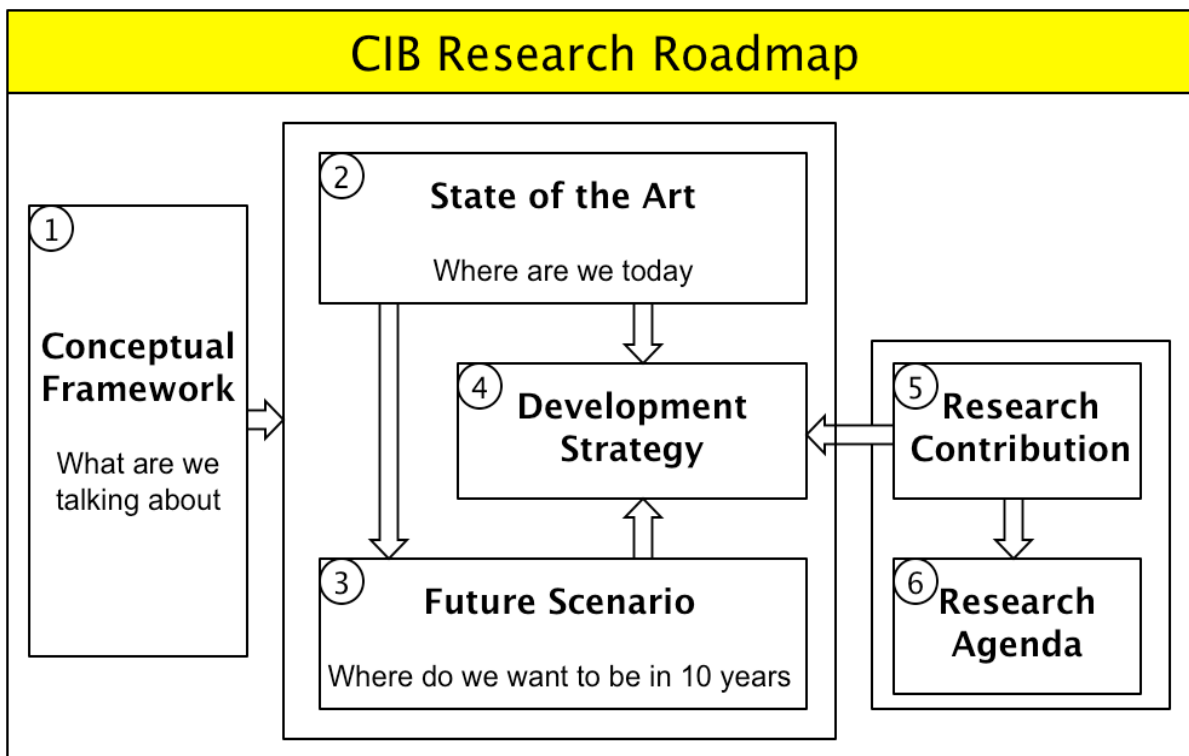 CIB Research Roadmap
1
Conceptual
Framework
What are we
talking about
2
State of the Art
Where are we today
3
Future Scenario
Where do we want to be in 10 years
4
Development
Strategy
5
Research
Contribution
6
Research
Agenda